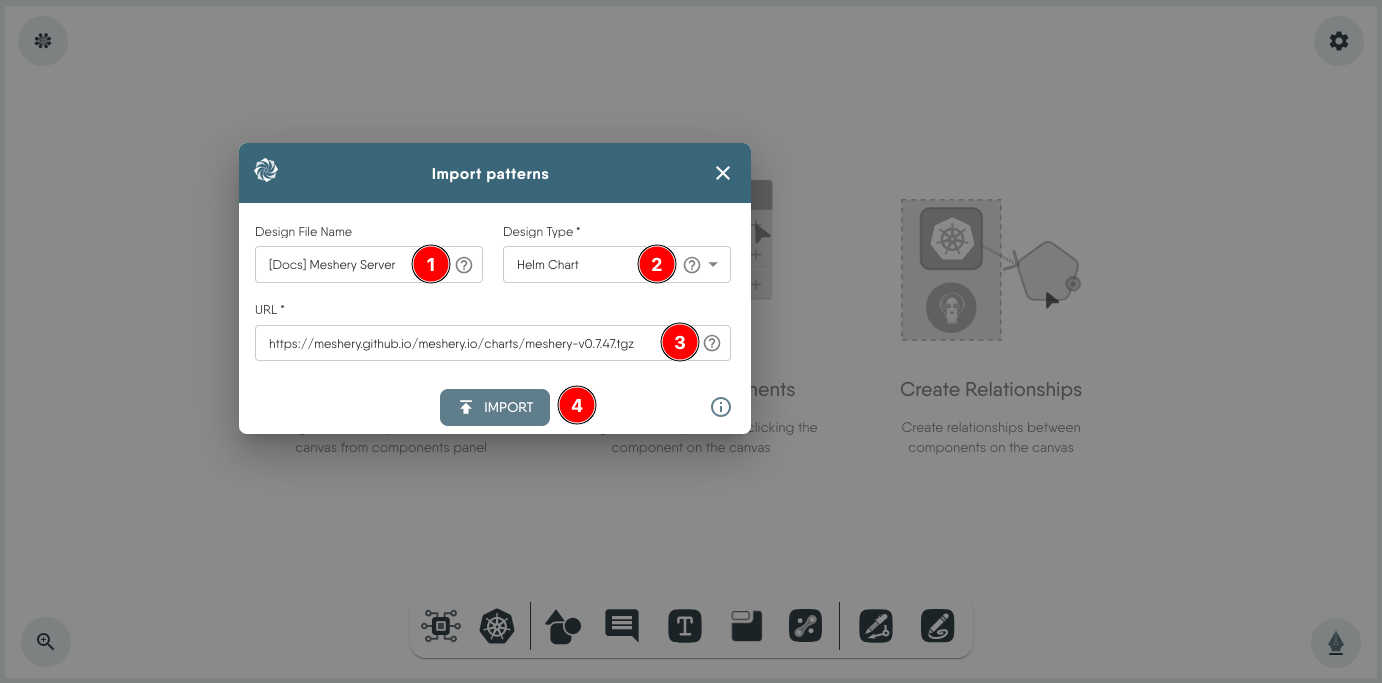 Import patterns
Design File Name
Design Type *
[Docs] Meshery Server
1
?
Helm Chart
2
?
URL *
https://meshery.github.io/meshery.io/charts/meshery-v0.7.47.tgz
3
?
IMPORT
4
i
Create Relationships
clicking the
Create relationships between
canvas from components panel
component on the canvas
components on the canvas
T